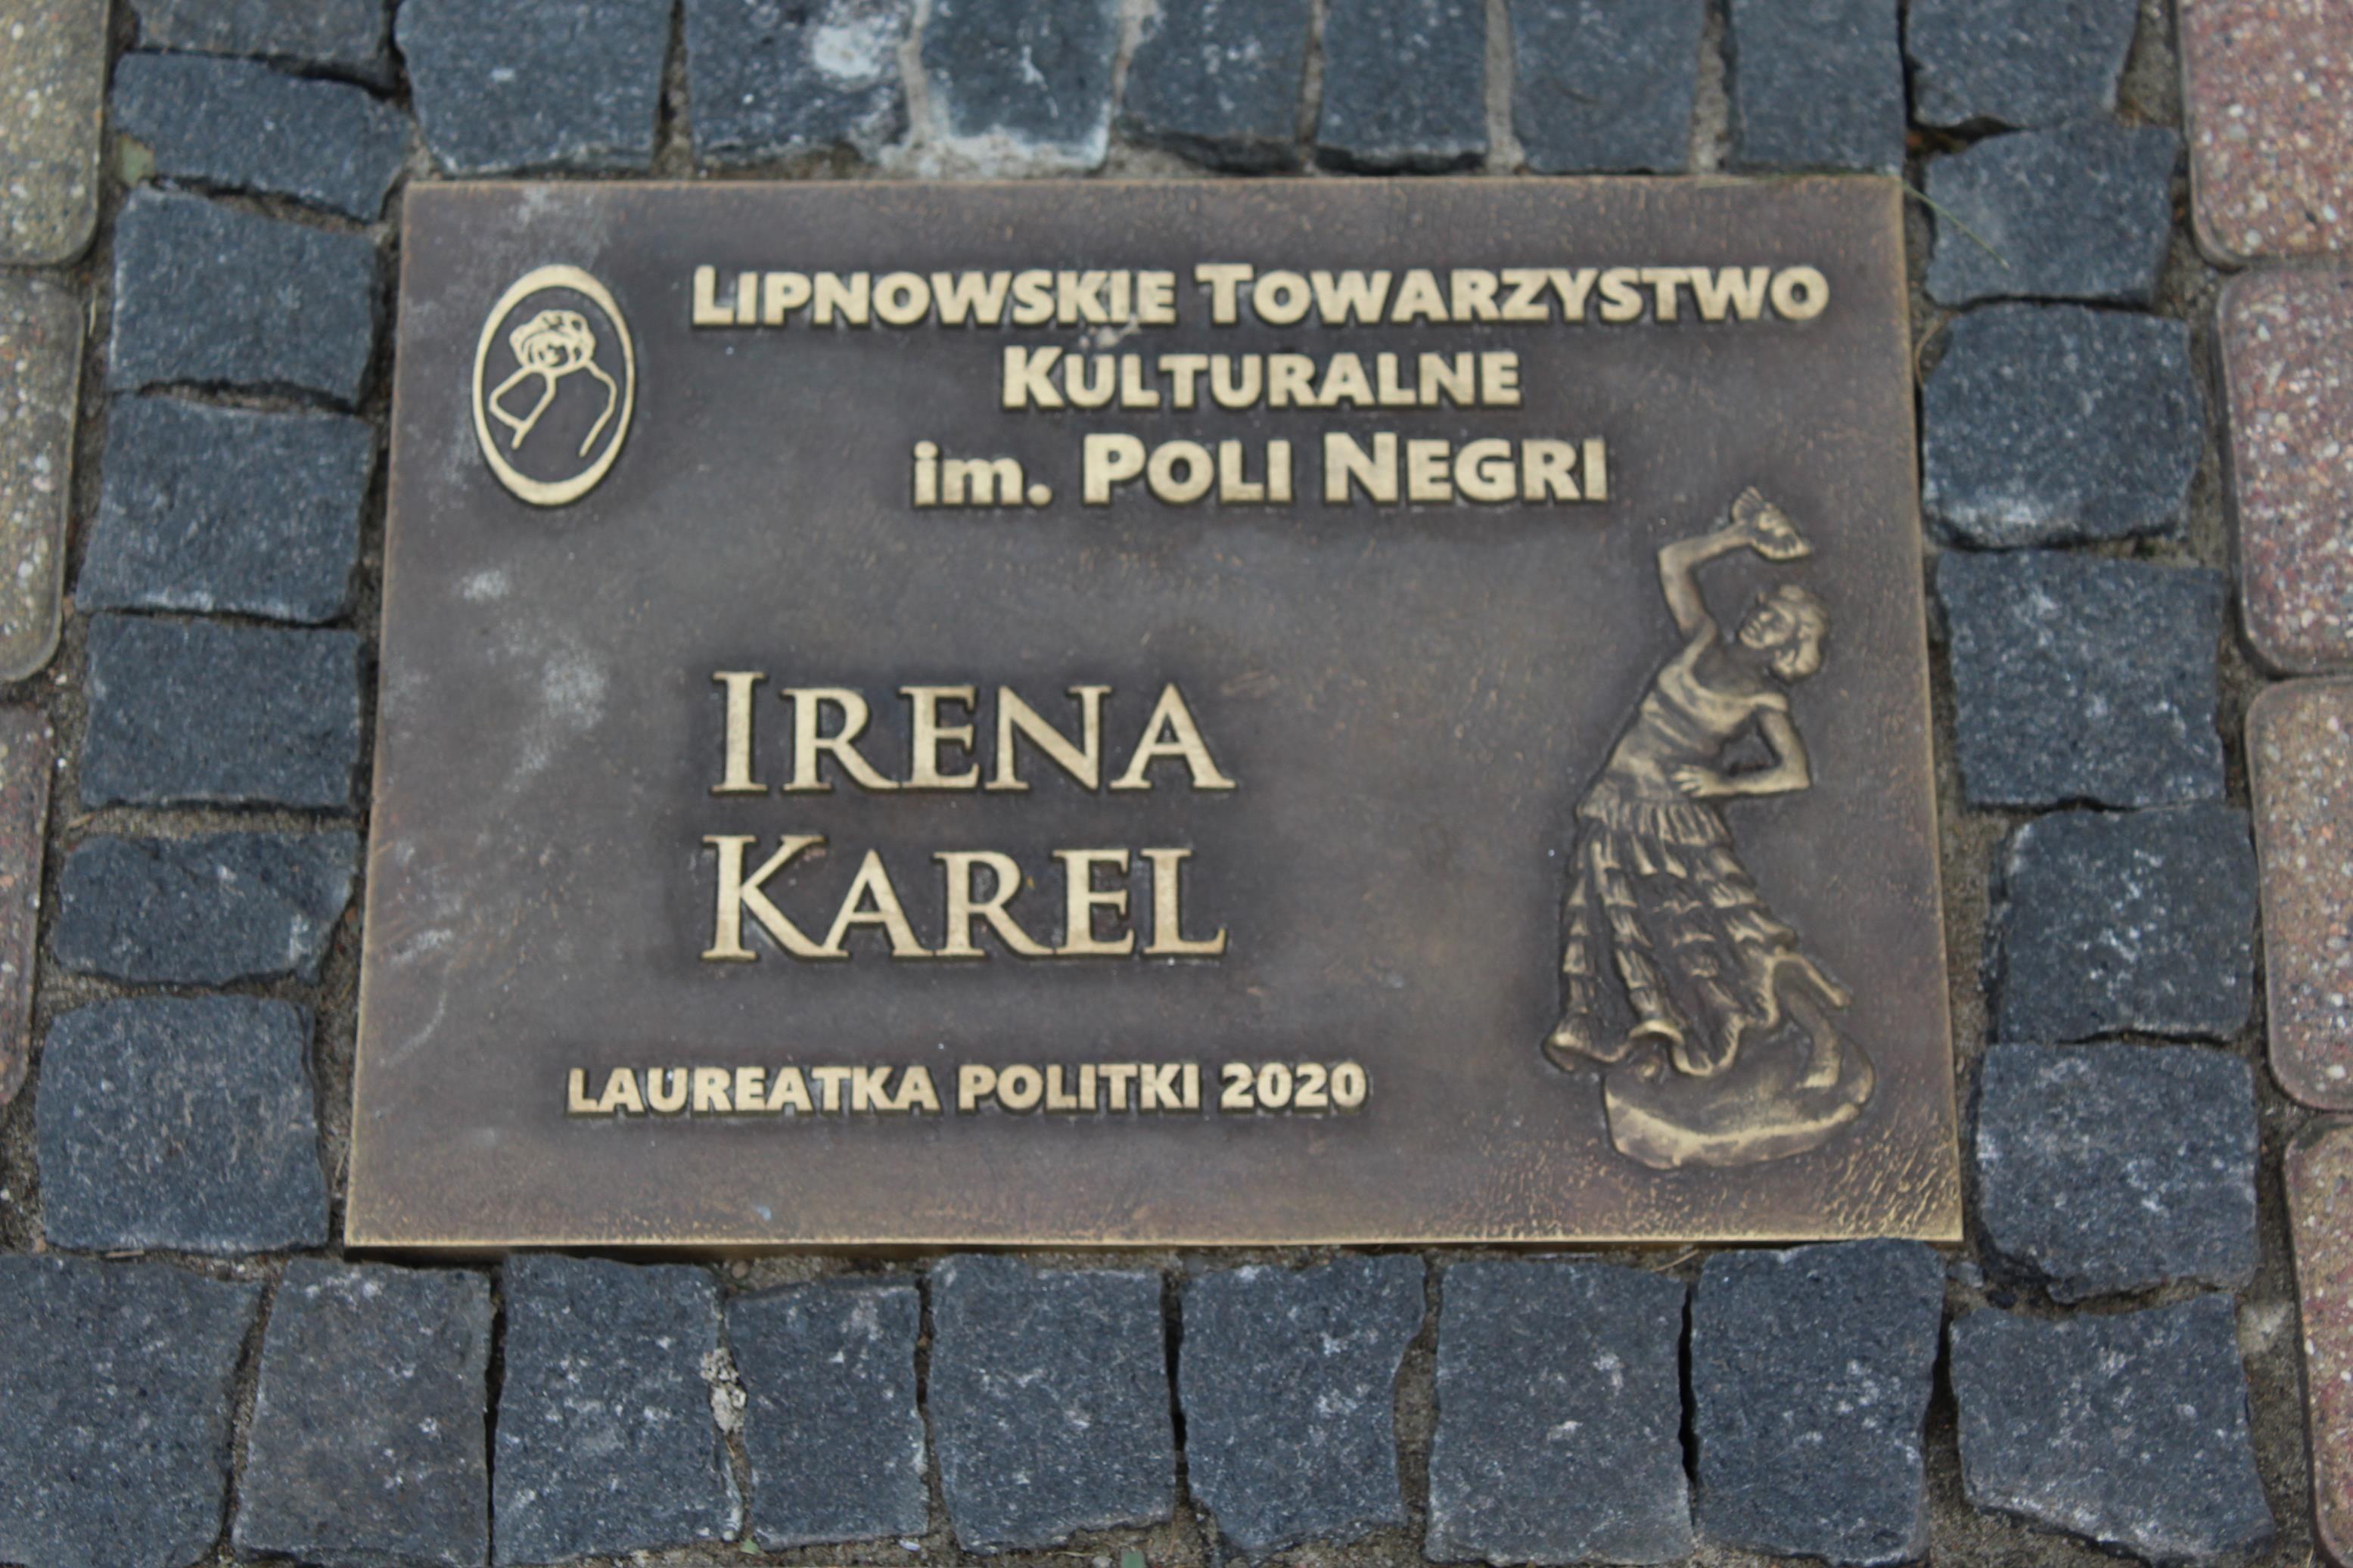 LIPNOWSKIE TOWARZYSTWO
KULTURALNE
im. POLI NEGRI
IRENA
KAREL
LAUREATKA POLITKI 2020